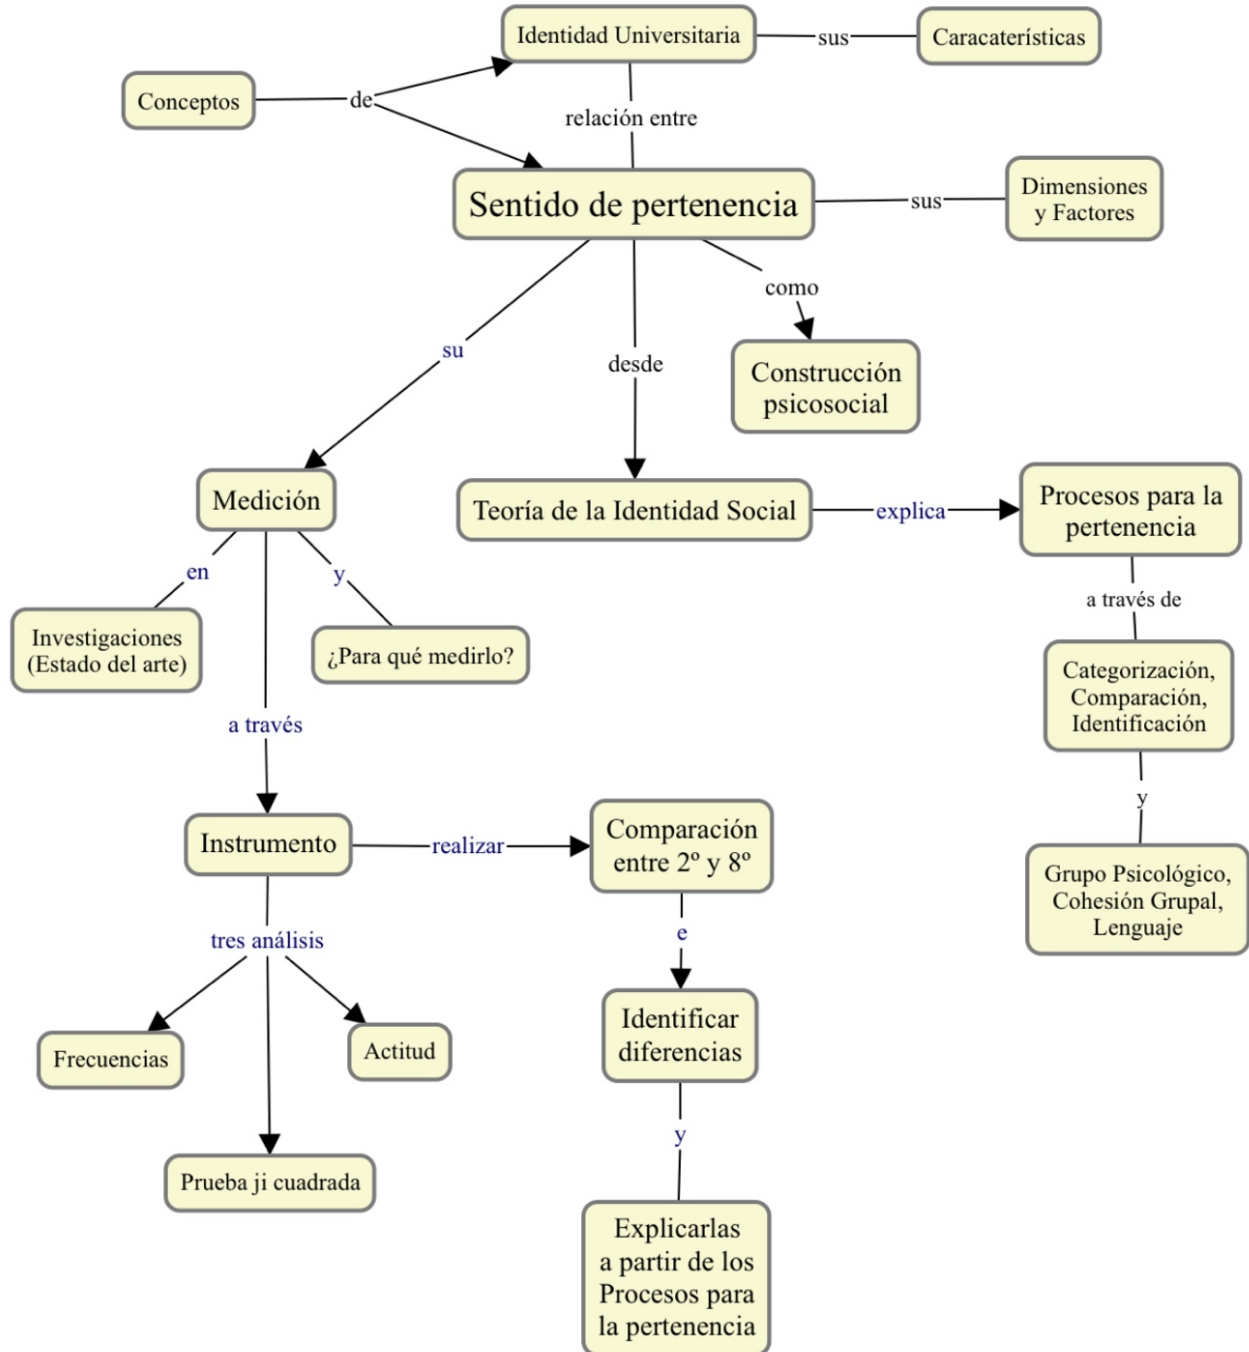 Identidad Universitaria
sus
Caracaterísticas
Conceptos
de
relación entre
Sentido de pertenencia
sus
Dimensiones
y Factores
como
Construcción
psicosocial
su
desde
Medición
Teoría de la Identidad Social
explica
Procesos para la
pertenencia
en
y
a través de
Investigaciones
(Estado del arte)
¿Para qué medirlo?
Categorización,
Comparación,
Identificación
a través
y
Instrumento
realizar
Comparación
entre 2º y 8º
Grupo Psicológico,
Cohesión Grupal,
Lenguaje
tres análisis
e
Frecuencias
Actitud
Identificar
diferencias
Prueba ji cuadrada
y
Explicarlas
a partir de los
Procesos para
la pertenencia